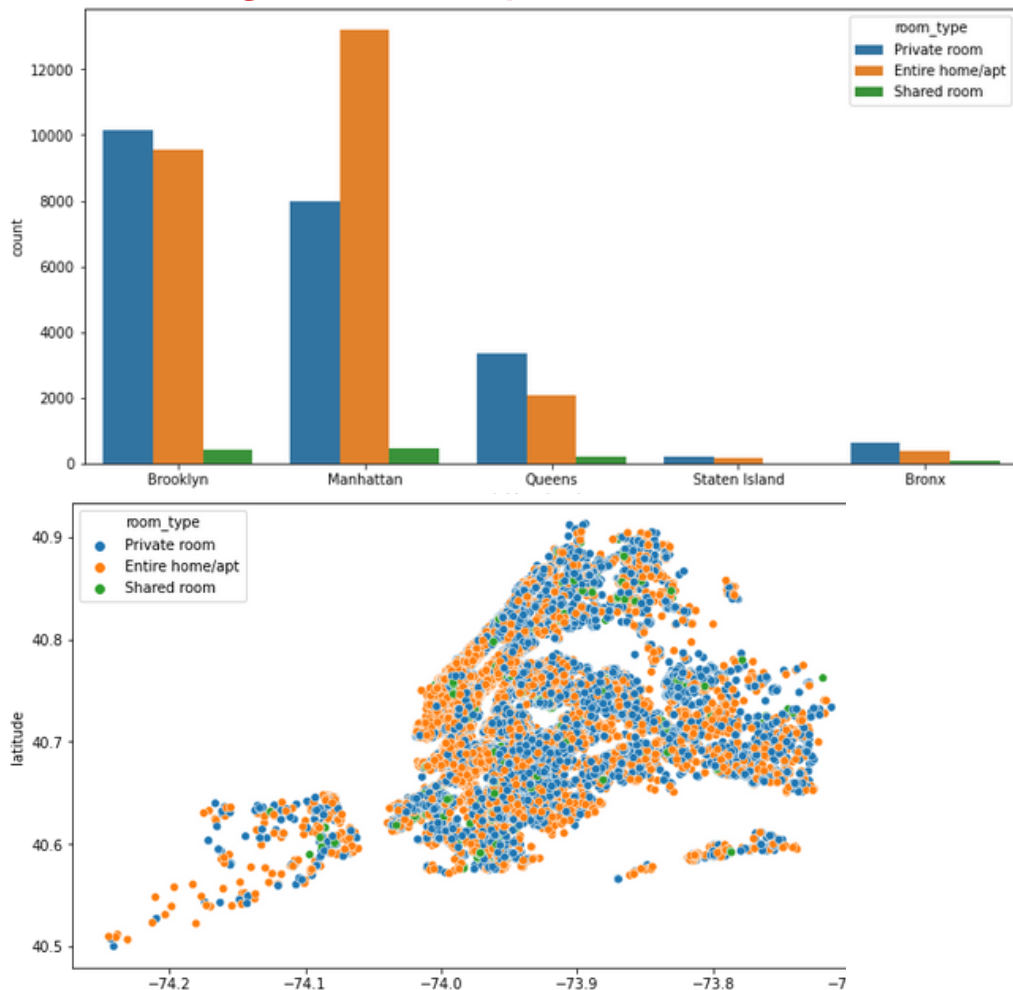 room_type
Private room
Entire home/apt
Shared room
12000
10000
8000
6000
4000
2000
0
count
Brooklyn
Manhattan
Queens
Staten Island
Bronx
room_type
Private room
Entire home/apt
Shared room
40.9
40.8
40.7
40.6
40.5
latitude
−74.2
−74.1
−74.0
−73.9
−73.8